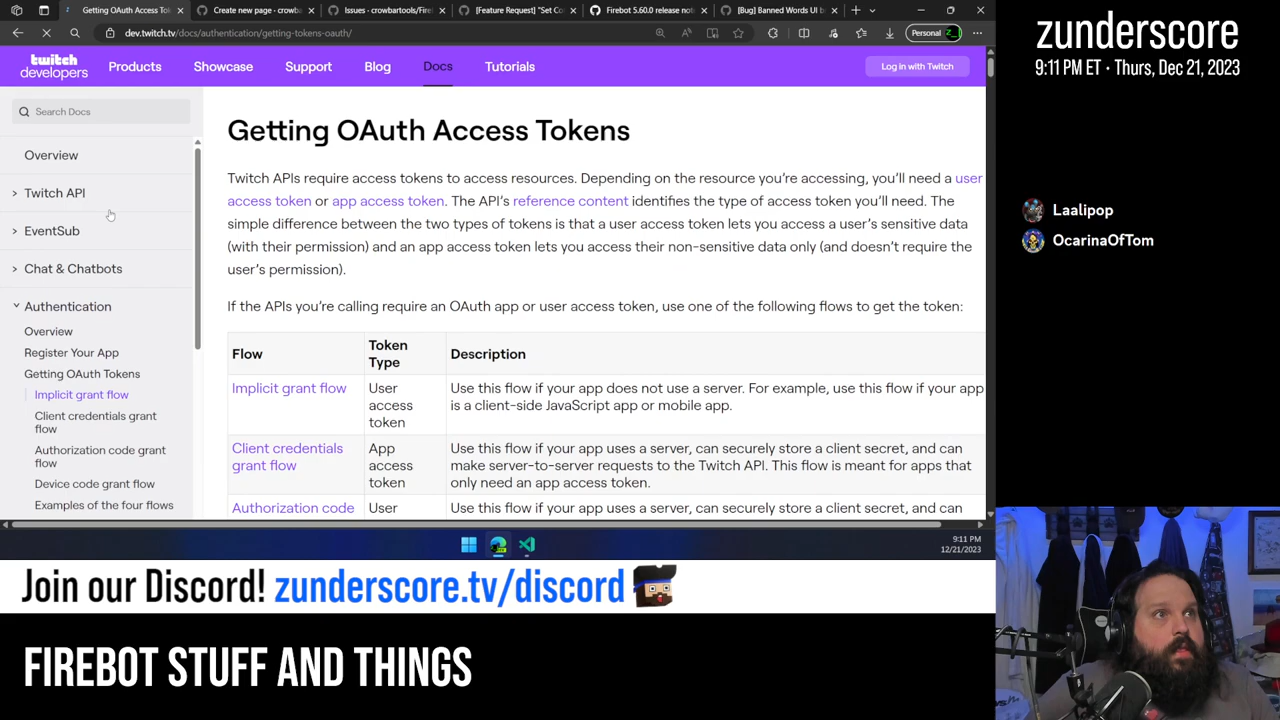 Getting OAuth Access Tok
Create new page - crowba
Issues - crowbartools/Fire
[Feature Request] "Set Co
Firebot 5.60.0 release note
[Bug] Banned Words UI b
dev.twitch.tv/docs/authentication/getting-tokens-oauth/
Personal
twitch
developers
Products
Showcase
Support
Blog
Docs
Tutorials
Log in with Twitch
Search Docs
Overview
Twitch API
EventSub
Chat & Chatbots
Authentication
Overview
Register Your App
Getting OAuth Tokens
Implicit grant flow
Client credentials grant
flow
Authorization code grant
flow
Device code grant flow
Examples of the four flows
Getting OAuth Access Tokens
Twitch APIs require access tokens to access resources. Depending on the resource you're accessing, you'll need a user
access token or app access token. The API's reference content identifies the type of access token you'll need. The
simple difference between the two types of tokens is that a user access token lets you access a user's sensitive data
(with their permission) and an app access token lets you access their non-sensitive data only (and doesn't require the
user's permission).
If the APIs you're calling require an OAuth app or user access token, use one of the following flows to get the token:
Flow
Token
Type
Description
Implicit grant flow
User
access
token
Use this flow if your app does not use a server. For example, use this flow if your app
is a client-side JavaScript app or mobile app.
Client credentials
grant flow
App
access
token
Use this flow if your app uses a server, can securely store a client secret, and can
make server-to-server requests to the Twitch API. This flow is meant for apps that
only need an app access token.
Authorization code
User
Use this flow if your app uses a server, can securely store a client secret, and can
9:11 PM
12/21/2023
zunderscore
9:11 PM ET • Thurs, Dec 21, 2023
Laalipop
OcarinaOfTom
Join our Discord! zunderscore.tv/discord
FIREBOT STUFF AND THINGS